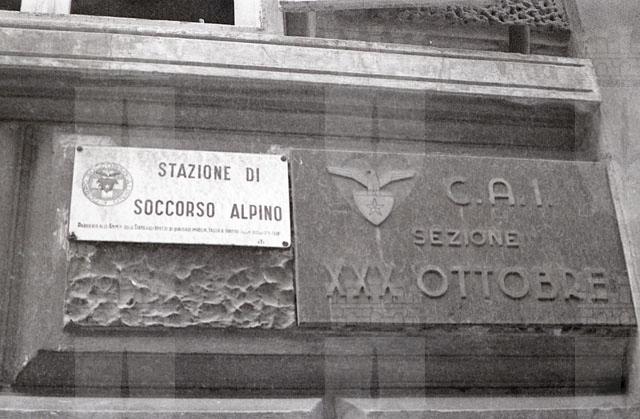 STAZIONE DI
SOCCORSO ALPINO
C.A.I.
SEZIONE
XXX OTTOBRE